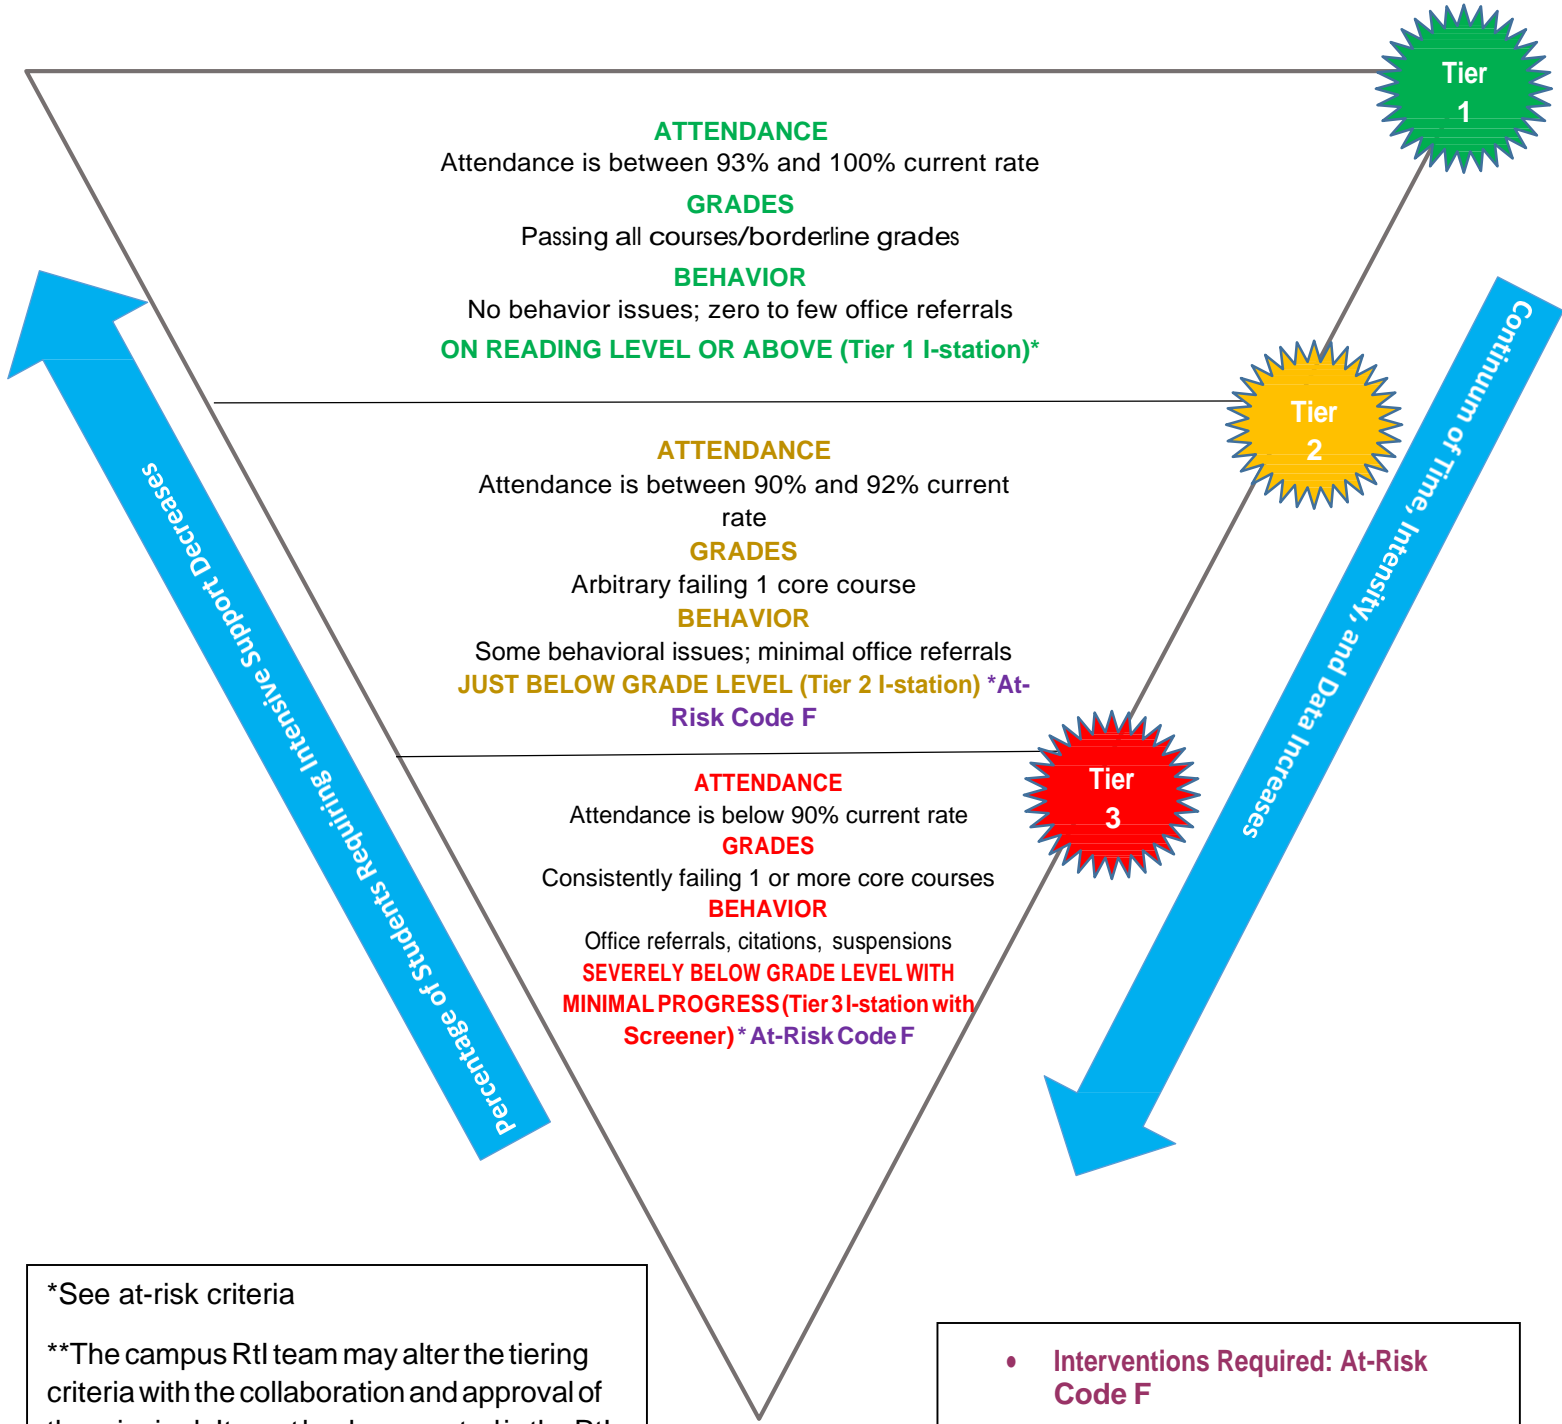 Tier
1
ATTENDANCE
Attendance is between 93% and 100% current rate
GRADES
Passing all courses/borderline grades
BEHAVIOR
No behavior issues; zero to few office referrals
ON READING LEVEL OR ABOVE (Tier 1 I-station)*
Tier
2
ATTENDANCE
Attendance is between 90% and 92% current
rate
GRADES
Arbitrary failing 1 core course
BEHAVIOR
Some behavioral issues; minimal office referrals
JUST BELOW GRADE LEVEL (Tier 2 I-station) *At-
Risk Code F
Tier
3
ATTENDANCE
Attendance is below 90% current rate
GRADES
Consistently failing 1 or more core courses
BEHAVIOR
Office referrals, citations, suspensions
SEVERELY BELOW GRADE LEVEL WITH
MINIMAL PROGRESS (Tier 3 I-station with
Screener) * At-Risk Code F
Percentage of Students Requiring Intensive Support Decreases
Continuum of Time, Intensity, and Data Increases
*See at-risk criteria
**The campus RtI team may alter the tiering
criteria with the collaboration and approval of
• Interventions Required: At-Risk
Code F